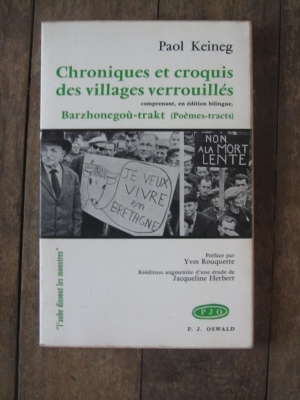 Paol Keineg
Chroniques et croquis
des villages verrouillés
comprenant, en édition bilingue,
Barzhonegoù-trakt (Poèmes-tracts)
NON
A LA MORT
LENTE
JE VEUX
VIVRE
en
BRETAGNE
"l'aube dissout les monstres"
Préface par
Yves Rouquette
Réédition augmentée d'une étude de
Jacqueline Herbert
PJO
P. J. OSWALD